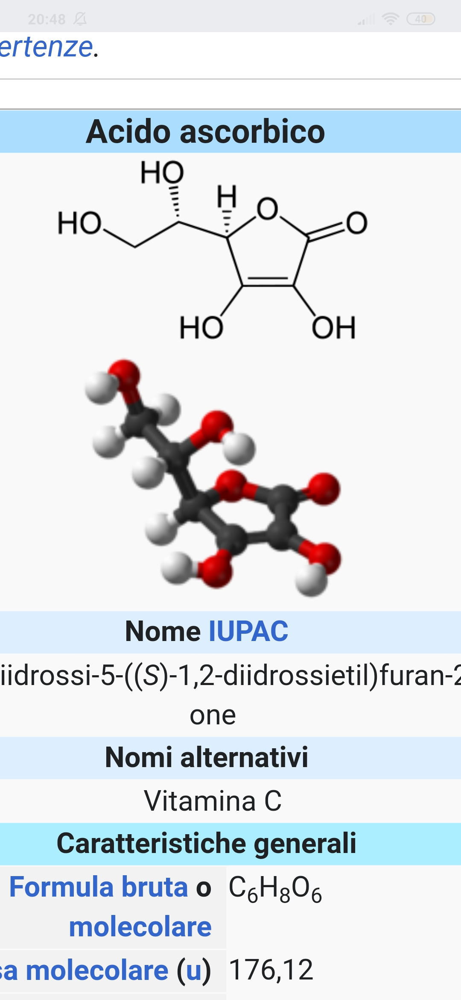 20:48
40
ertenze.
Acido ascorbico
HO
H
O
HO
O
HO
OH
Nome IUPAC
iidrossi-5-((S)-1,2-diidrossietil)furan-2
one
Nomi alternativi
Vitamina C
Caratteristiche generali
Formula bruta o C₆H₈O₆
molecolare
sa molecolare (u) 176,12